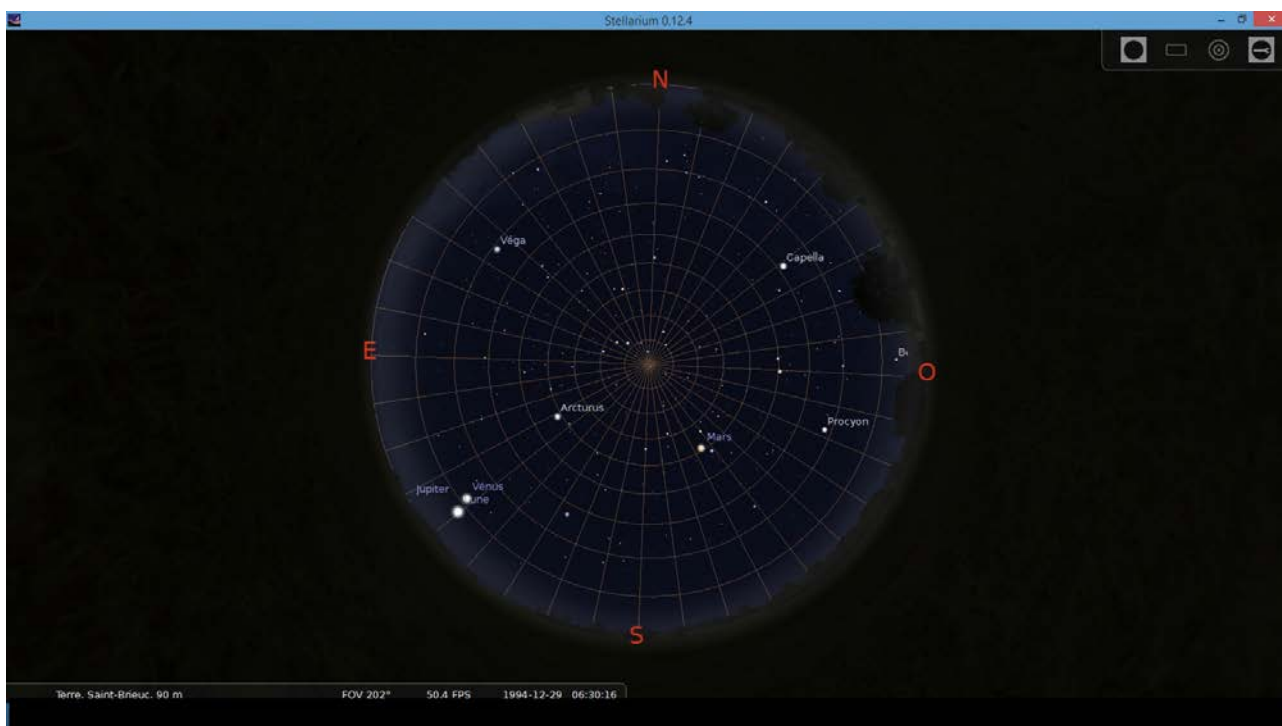 Stellarium 0.12.4
N
Véga
Capella
E
O
Arcturus
Procyon
Mars
Jupiter
Vénus
S
Terre, Saint-Brieuc, 90 m FOV 202° 50.4 FPS 1994-12-29 06:30:16